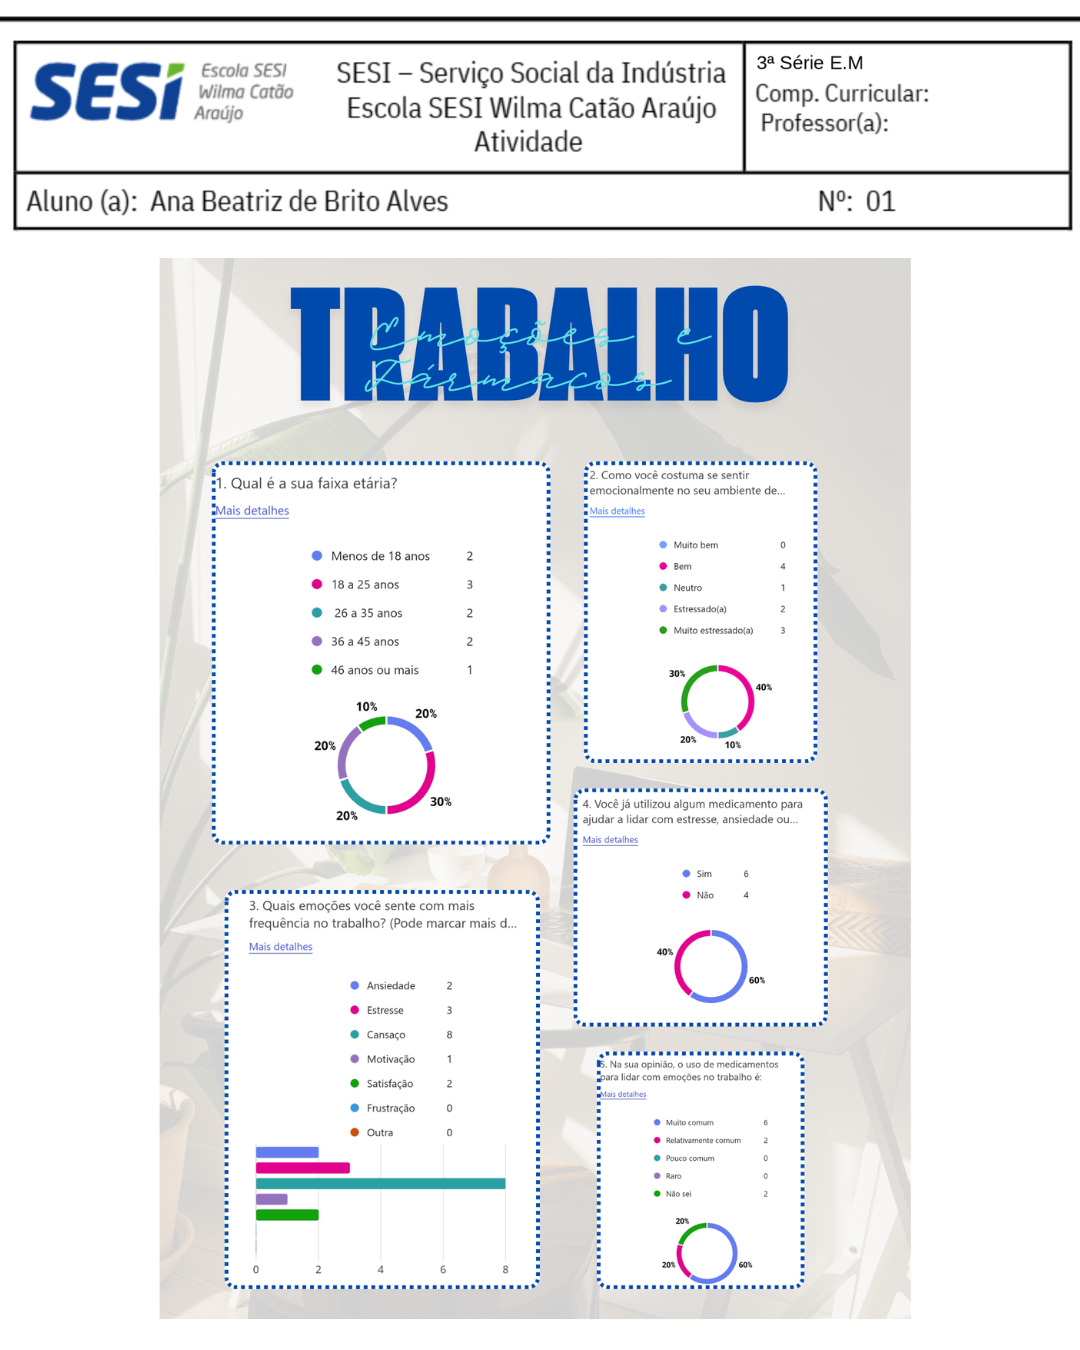 SESI
Escola SESI
Wilma Catão
Araújo
SESI – Serviço Social da Indústria
Escola SESI Wilma Catão Araújo
Atividade
3ª Série E.M
Comp. Curricular:
Professor(a):
Aluno (a): Ana Beatriz de Brito Alves
Nº: 01
TRABALHO
Emoções e
Fármacos
1. Qual é a sua faixa etária?
Mais detalhes
Menos de 18 anos 2
18 a 25 anos 3
26 a 35 anos 2
36 a 45 anos 2
46 anos ou mais 1
10%
20%
20%
30%
20%
2. Como você costuma se sentir
emocionalmente no seu ambiente de...
Mais detalhes
Muito bem 0
Bem 4
Neutro 1
Estressado(a) 2
Muito estressado(a) 3
30%
40%
20%
10%
3. Quais emoções você sente com mais
frequência no trabalho? (Pode marcar mais d...
Mais detalhes
Ansiedade 2
Estresse 3
Cansaço 8
Motivação 1
Satisfação 2
Frustração 0
Outra 0
0 2 4 6 8
4. Você já utilizou algum medicamento para
ajudar a lidar com estresse, ansiedade ou...
Mais detalhes
Sim 6
Não 4
40%
60%
5. Na sua opinião, o uso de medicamentos
para lidar com emoções no trabalho é:
Mais detalhes
Muito comum 6
Relativamente comum 2
Pouco comum 0
Raro 0
Não sei 2
20%
20%
60%